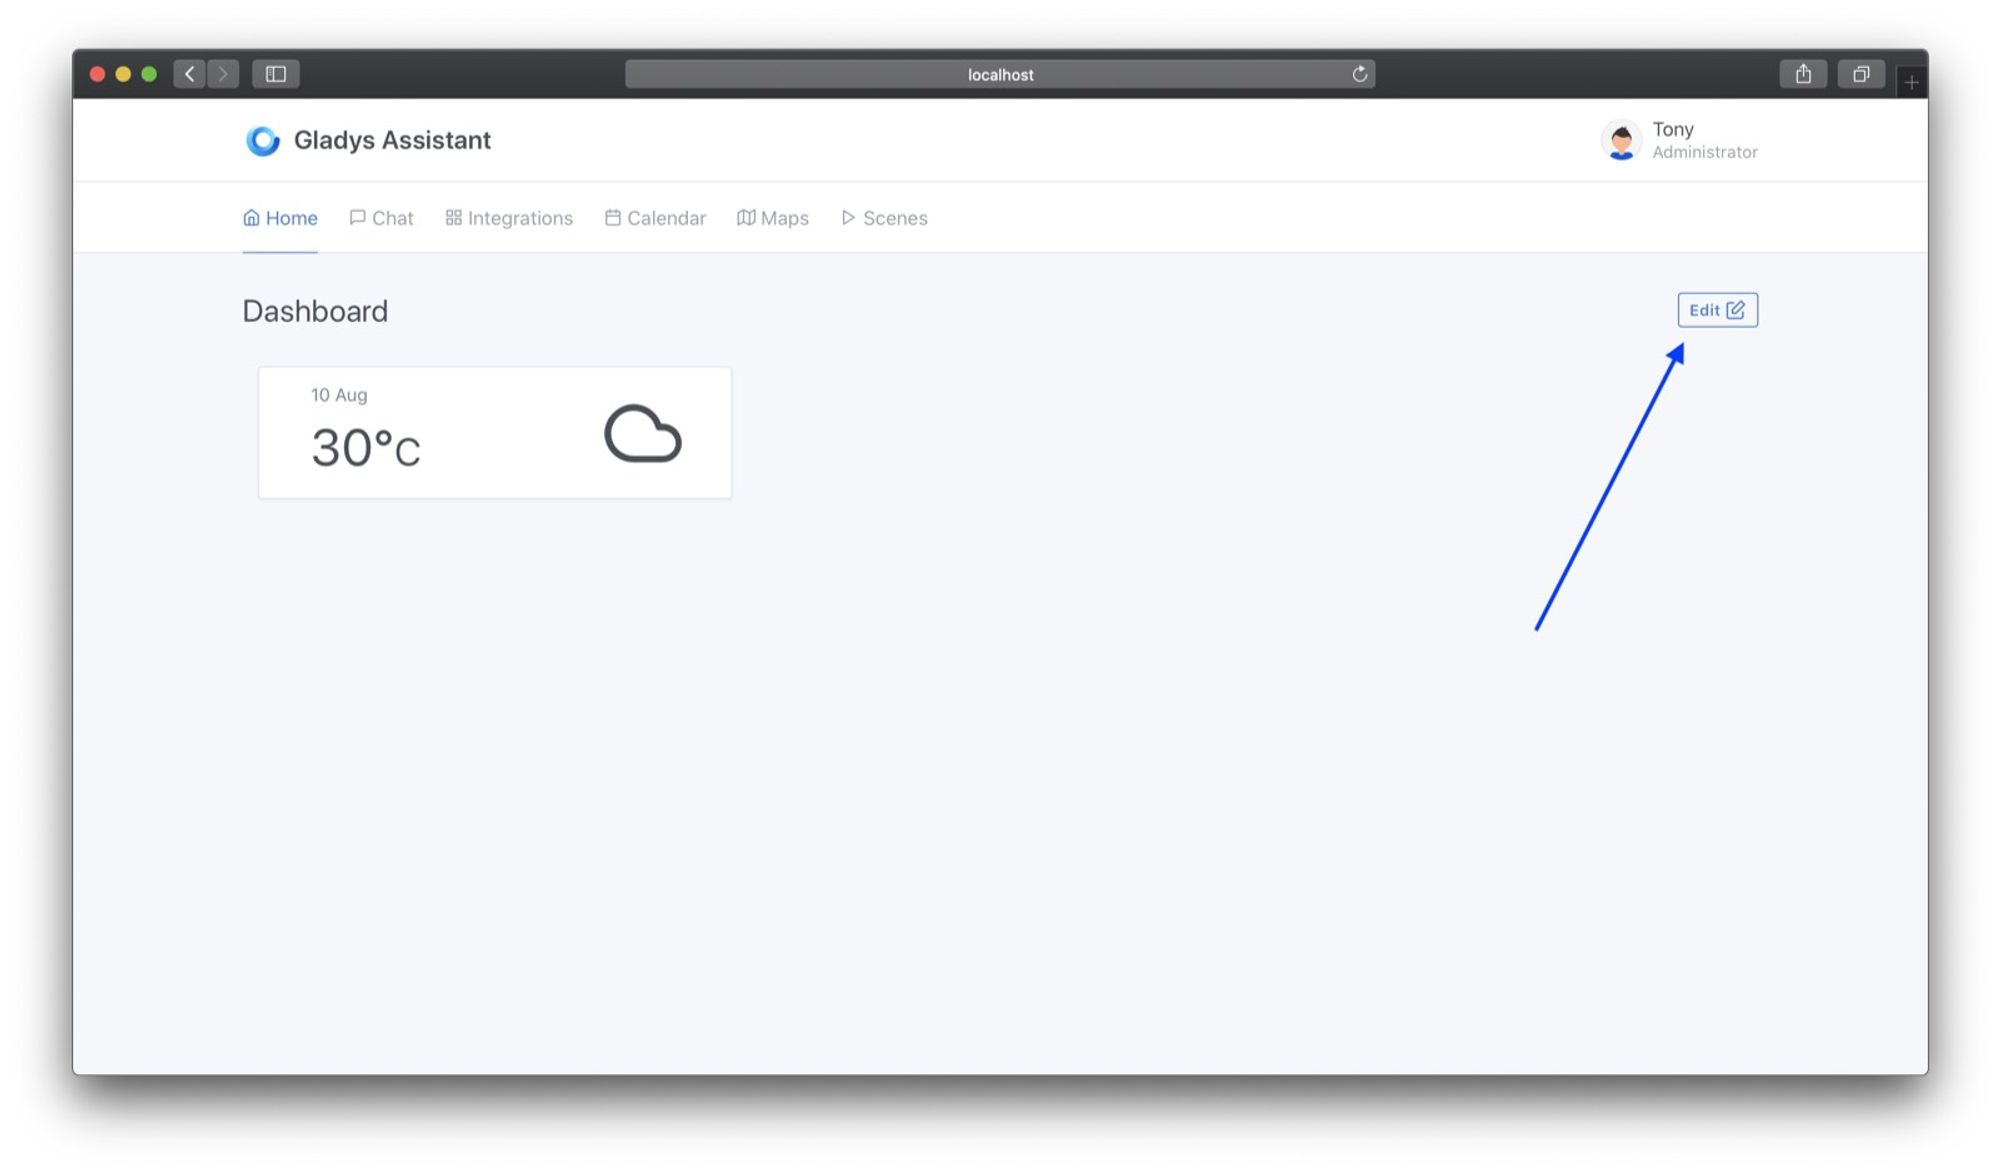 localhost
Gladys Assistant
Tony
Administrator
Home Chat Integrations Calendar Maps Scenes
Dashboard
Edit
10 Aug
30°C